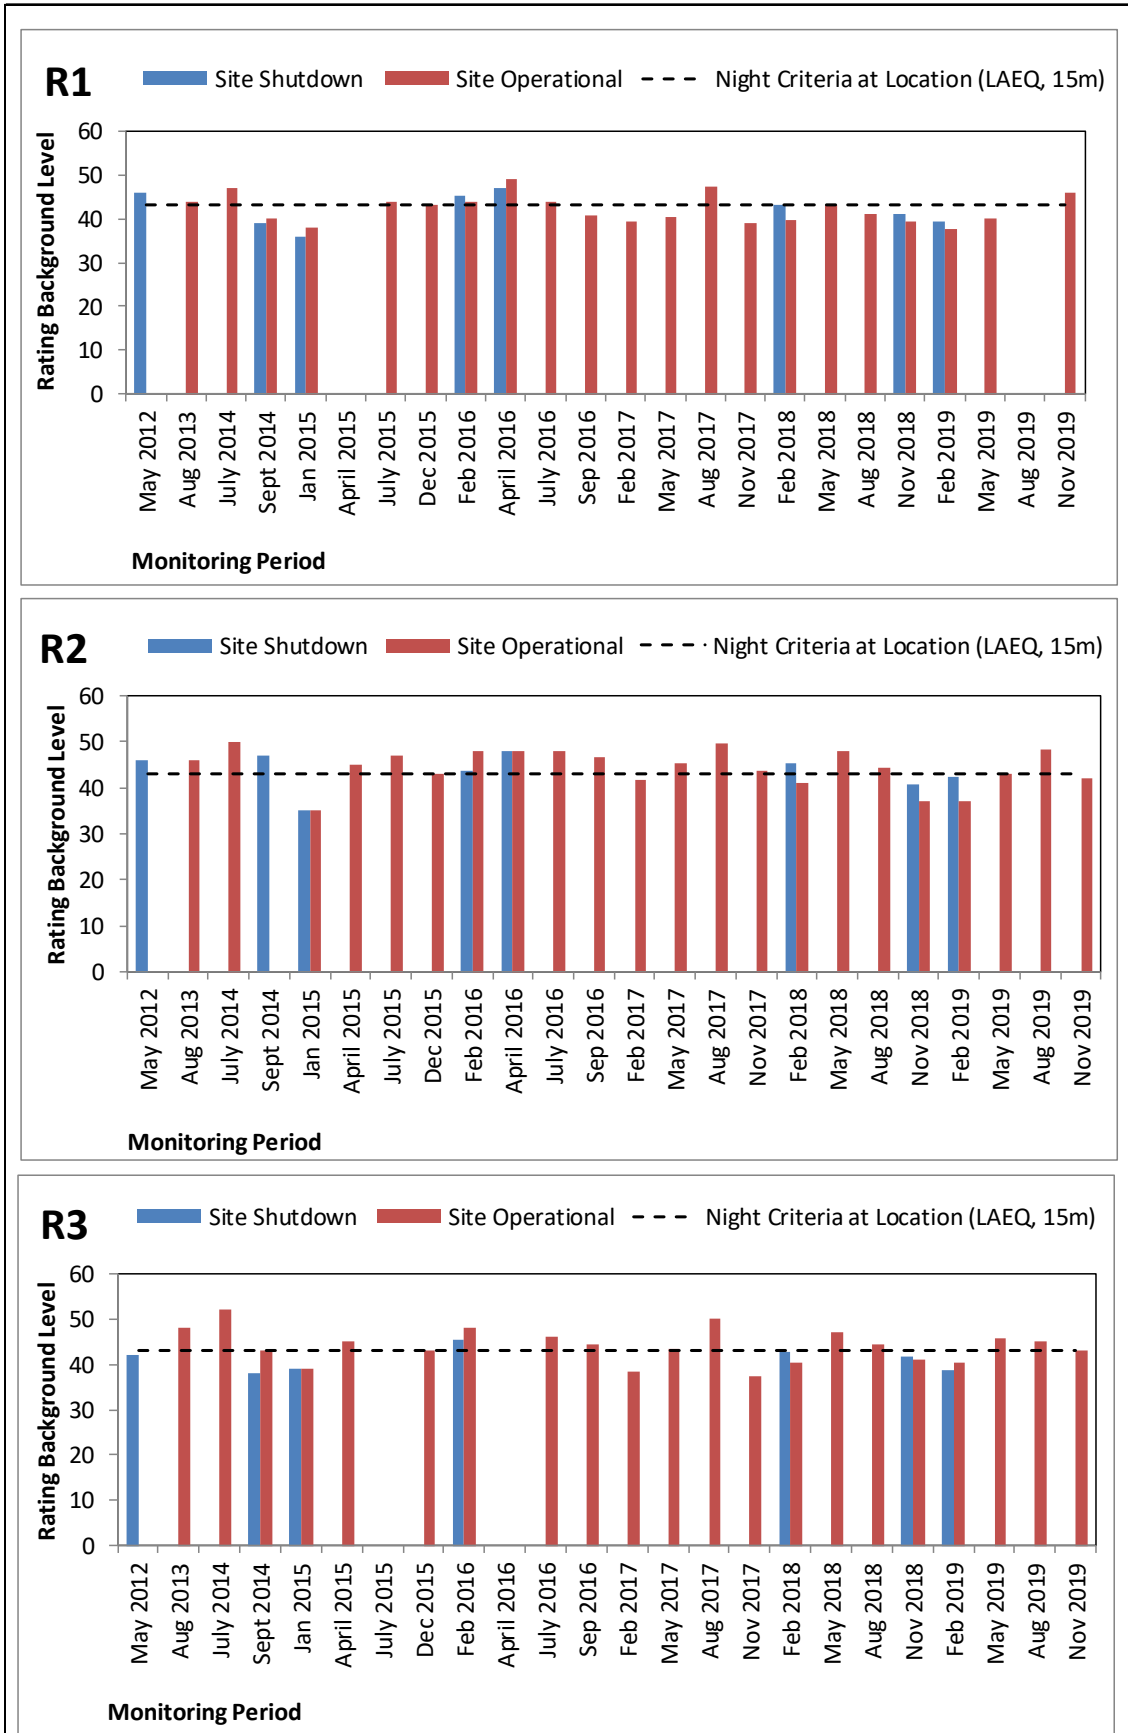 R1
Site Shutdown Site Operational Night Criteria at Location (LAEQ, 15m)
Rating Background Level
60
50
40
30
20
10
0
May 2012
Aug 2013
July 2014
Sept 2014
Jan 2015
April 2015
July 2015
Dec 2015
Feb 2016
April 2016
July 2016
Sep 2016
Feb 2017
May 2017
Aug 2017
Nov 2017
Feb 2018
May 2018
Aug 2018
Nov 2018
Feb 2019
May 2019
Aug 2019
Nov 2019
Monitoring Period
R2
Site Shutdown Site Operational Night Criteria at Location (LAEQ, 15m)
Rating Background Level
60
50
40
30
20
10
0
May 2012
Aug 2013
July 2014
Sept 2014
Jan 2015
April 2015
July 2015
Dec 2015
Feb 2016
April 2016
July 2016
Sep 2016
Feb 2017
May 2017
Aug 2017
Nov 2017
Feb 2018
May 2018
Aug 2018
Nov 2018
Feb 2019
May 2019
Aug 2019
Nov 2019
Monitoring Period
R3
Site Shutdown Site Operational Night Criteria at Location (LAEQ, 15m)
Rating Background Level
60
50
40
30
20
10
0
May 2012
Aug 2013
July 2014
Sept 2014
Jan 2015
April 2015
July 2015
Dec 2015
Feb 2016
April 2016
July 2016
Sep 2016
Feb 2017
May 2017
Aug 2017
Nov 2017
Feb 2018
May 2018
Aug 2018
Nov 2018
Feb 2019
May 2019
Aug 2019
Nov 2019
Monitoring Period